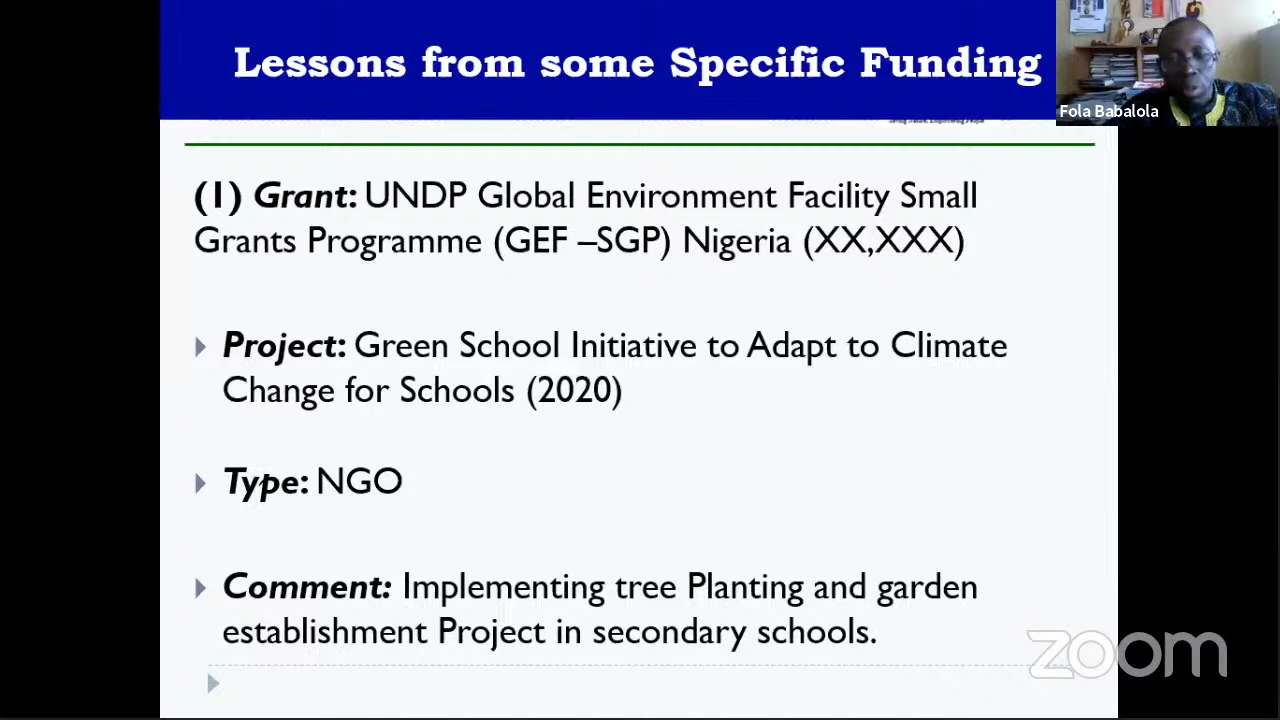 Lessons from some Specific Funding
Fola Babalola
(1) Grant: UNDP Global Environment Facility Small
Grants Programme (GEF –SGP) Nigeria (XX,XXX)
Project: Green School Initiative to Adapt to Climate
Change for Schools (2020)
Type: NGO
Comment: Implementing tree Planting and garden
establishment Project in secondary schools.
zoom